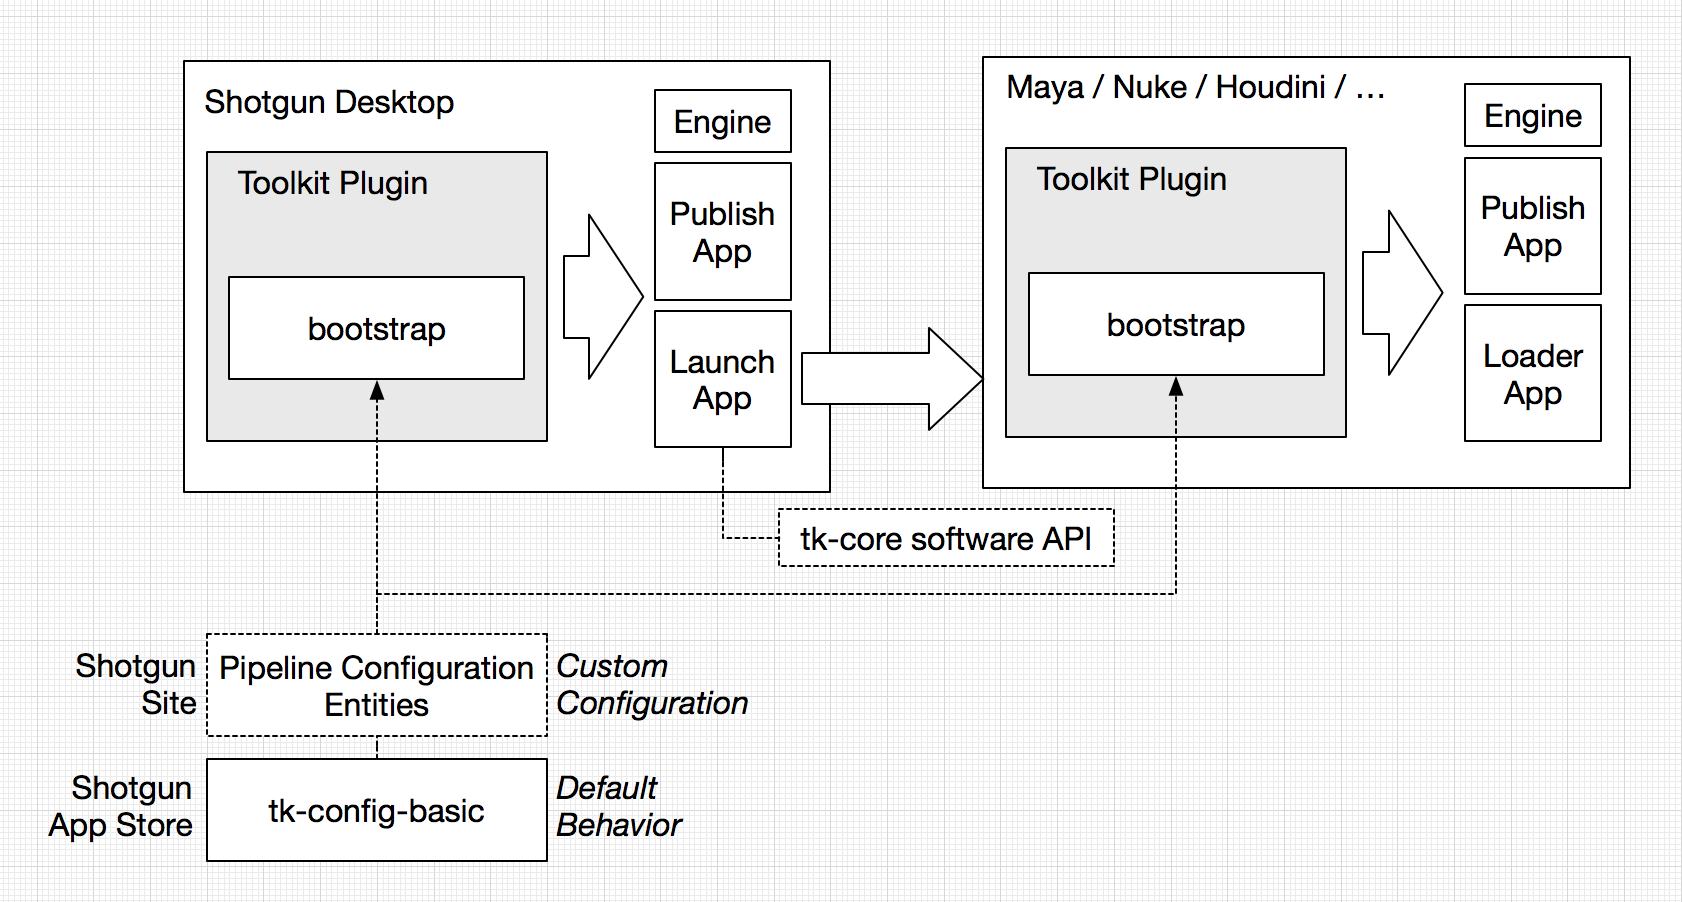 Shotgun Desktop
Toolkit Plugin
bootstrap
Engine
Publish
App
Launch
App
Maya / Nuke / Houdini / …
Toolkit Plugin
bootstrap
Engine
Publish
App
Loader
App
tk-core software API
Shotgun
Site
Pipeline Configuration
Entities
Custom
Configuration
Shotgun
App Store
tk-config-basic
Default
Behavior